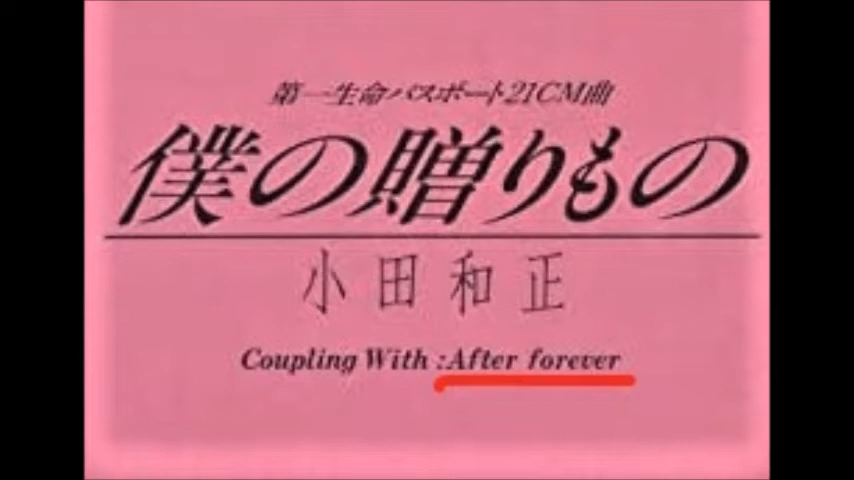 第一生命パスポート21CM曲
僕の贈りもの
小田和正
Coupling With :After forever